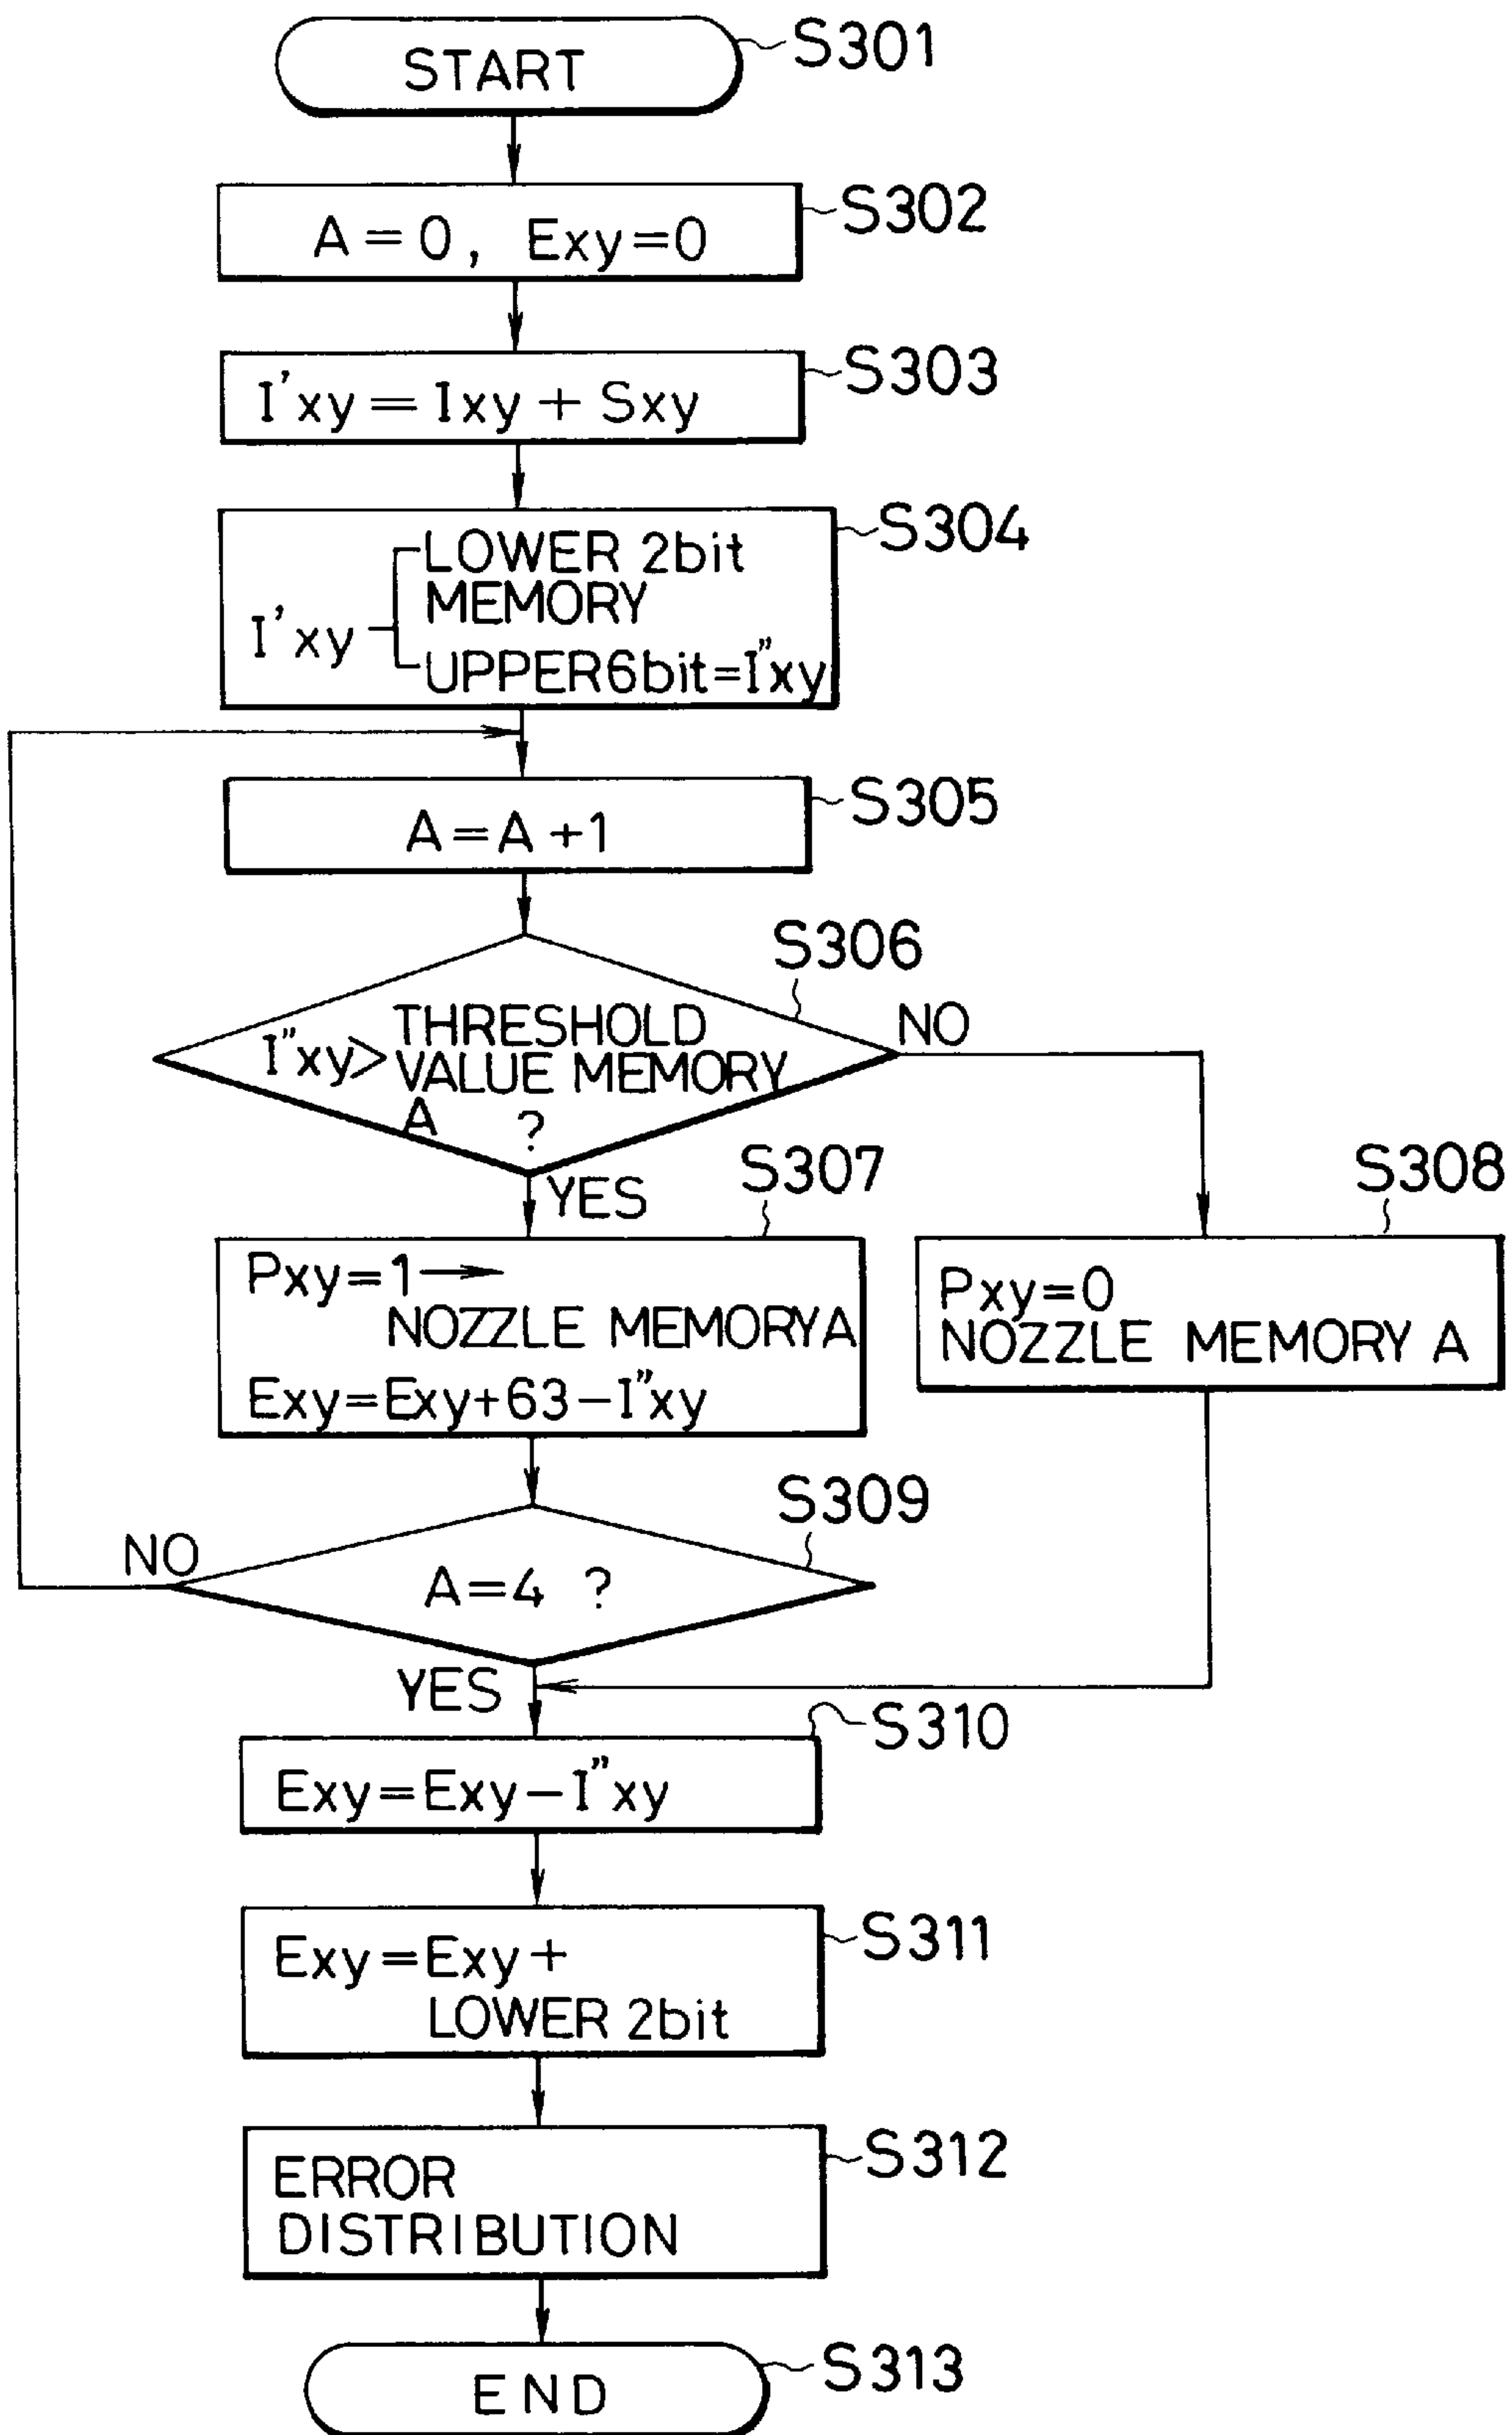 START
S301
A=0, Exy=0
S302
I'xy=Ixy+Sxy
S303
S304
LOWER 2bit
MEMORY
I'xy
UPPER6bit=I"xy
A=A+1
S305
S306
THRESHOLD
I"xy> VALUE MEMORY
A ?
NO
YES
S307
Pxy=1→
NOZZLE MEMORY A
Exy=Exy+63-I"xy
S308
Pxy=0
NOZZLE MEMORY A
S309
NO
A=4 ?
YES
S310
Exy=Exy-I"xy
S311
Exy=Exy+
LOWER 2bit
S312
ERROR
DISTRIBUTION
END
S313